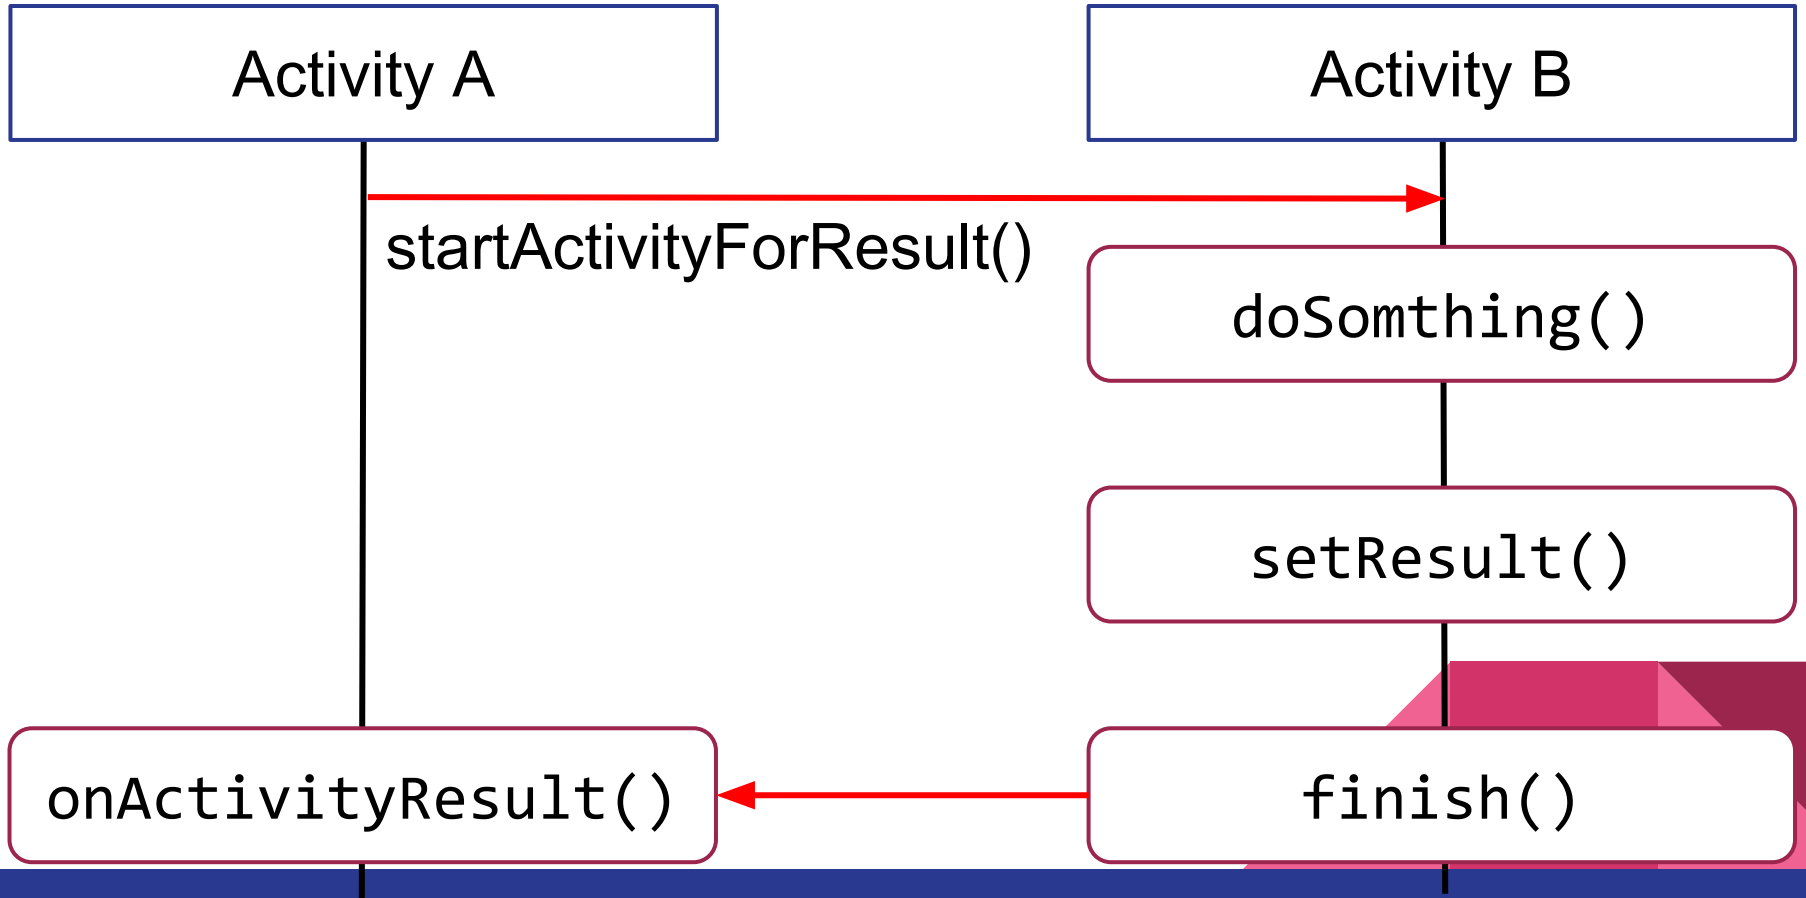 Activity A
Activity B
startActivityForResult()
doSomthing()
setResult()
onActivityResult()
finish()